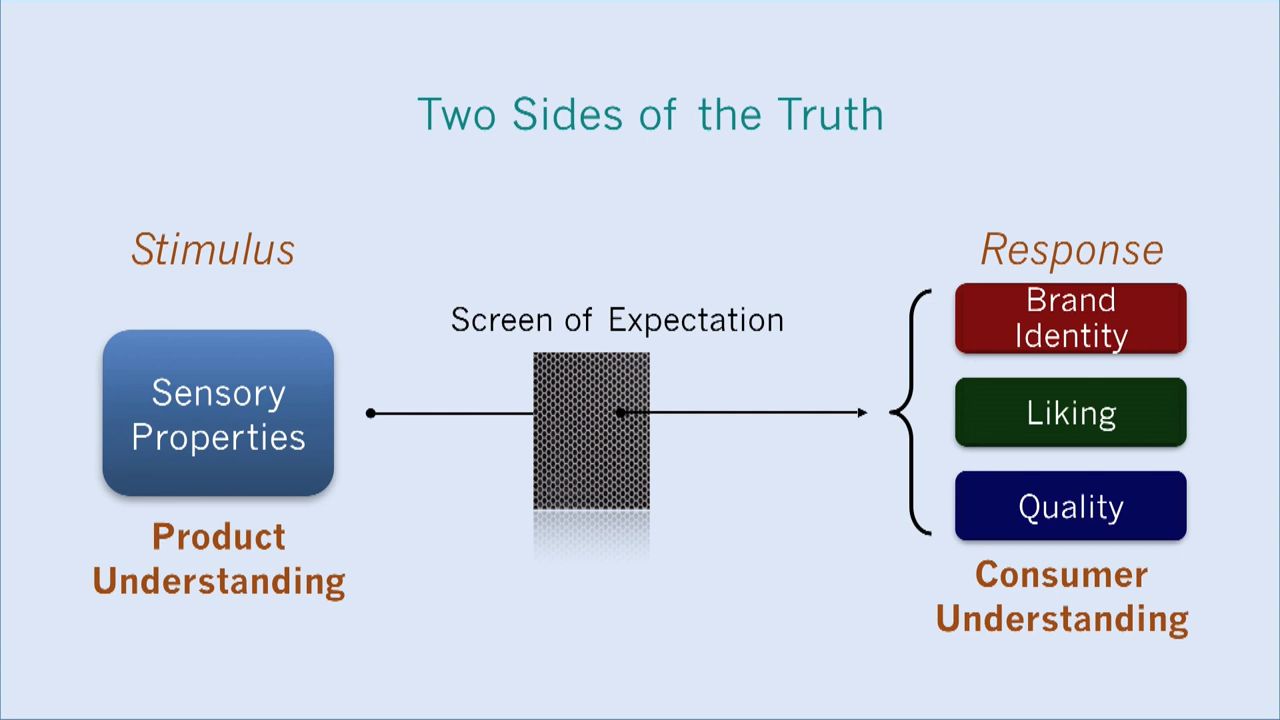 Two Sides of the Truth
Stimulus
Response
Screen of Expectation
Sensory
Properties
Brand
Identity
Liking
Quality
Product
Understanding
Consumer
Understanding